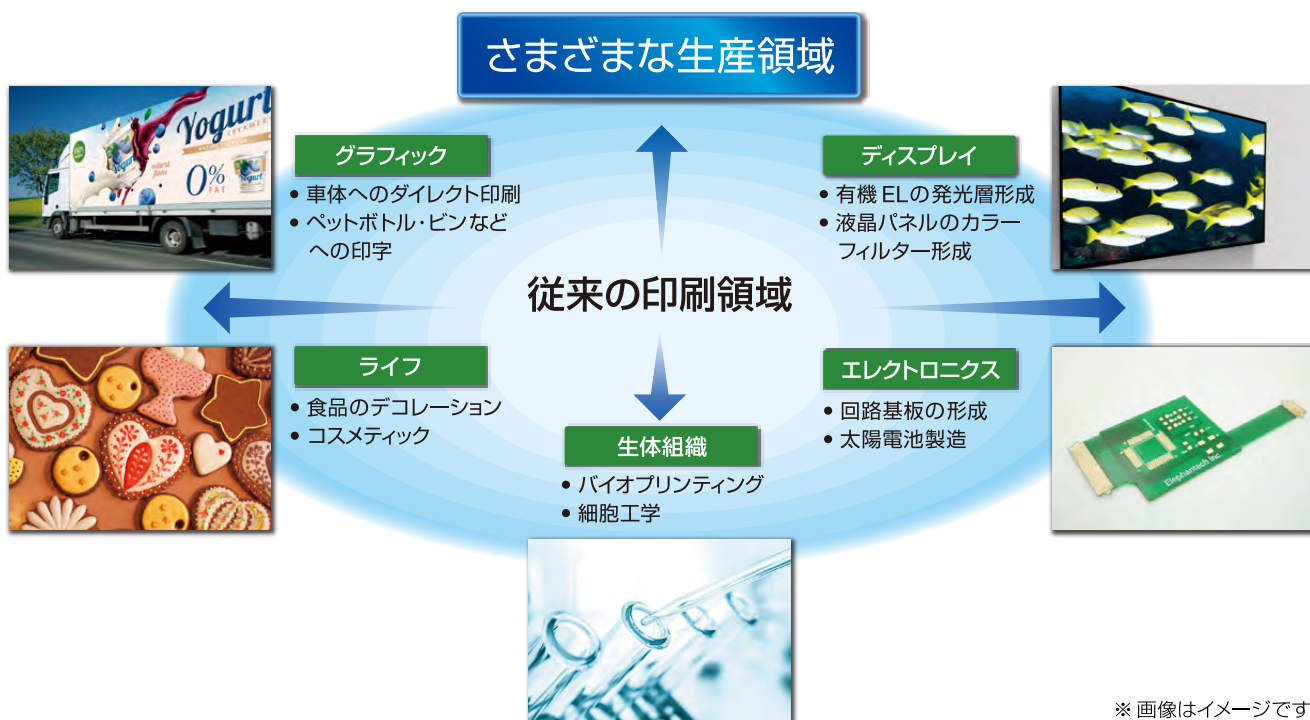 さまざまな生産領域
Yogurt
CREAMERY
0%
FAT
Yogurt
Yogurt
グラフィック
• 車体へのダイレクト印刷
• ペットボトル・ビンなど
への印字
ディスプレイ
• 有機ELの発光層形成
• 液晶パネルのカラー
フィルター形成
従来の印刷領域
ライフ
• 食品のデコレーション
• コスメティック
生体組織
• バイオプリンティング
• 細胞工学
エレクトロニクス
• 回路基板の形成
• 太陽電池製造
Elephantech Inc.
※ 画像はイメージです